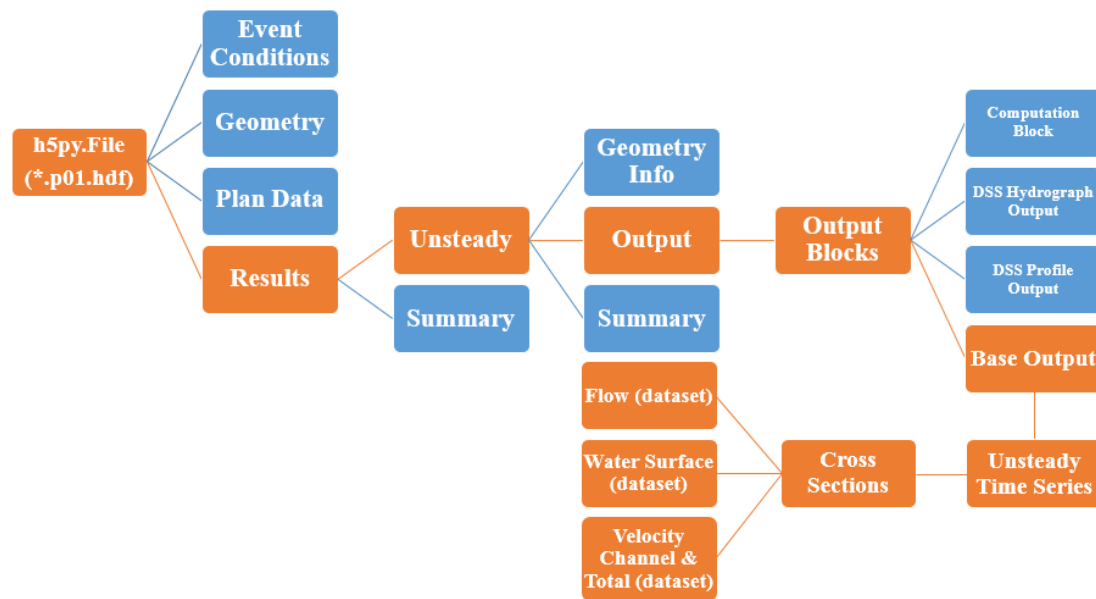 h5py.File
(*.p01.hdf)
Event
Conditions
Geometry
Plan Data
Results
Unsteady
Summary
Geometry
Info
Output
Summary
Output
Blocks
Computation
Block
DSS Hydrograph
Output
DSS Profile
Output
Base Output
Unsteady
Time Series
Cross
Sections
Flow (dataset)
Water Surface
(dataset)
Velocity
Channel &
Total (dataset)